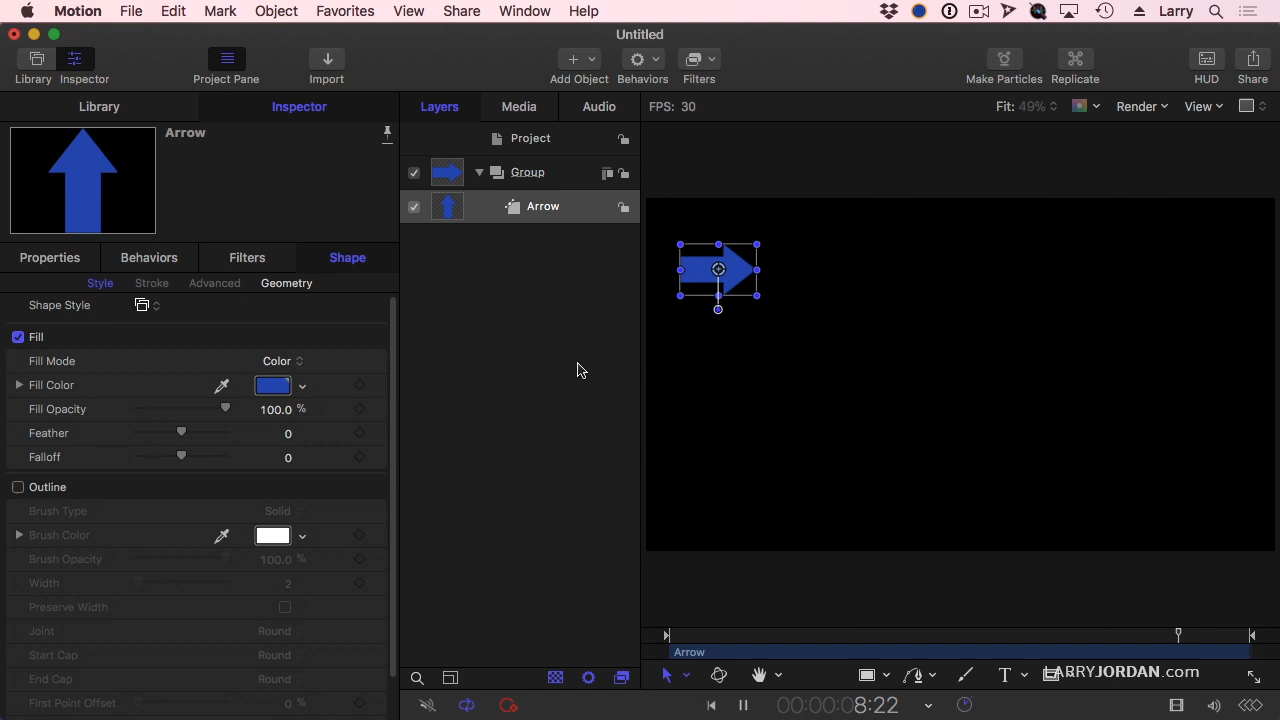 Motion File Edit Mark Object Favorites View Share Window Help Larry
Untitled
Library Inspector Project Pane Import Add Object Behaviors Filters Make Particles Replicate HUD Share
Library Inspector Layers Media Audio FPS: 30 Fit: 49% Render View
Arrow
Project
Group
Arrow
Properties Behaviors Filters Shape
Style Stroke Advanced Geometry
Shape Style
Fill
Fill Mode Color
Fill Color
Fill Opacity 100.0 %
Feather 0
Falloff 0
Outline
Brush Type Solid
Brush Color
Brush Opacity 100.0 %
Width 2
Preserve Width
Joint Round
Start Cap Round
End Cap Round
First Point Offset 0 %
Arrow
T LARRYJORDAN.com
00:00:08:22